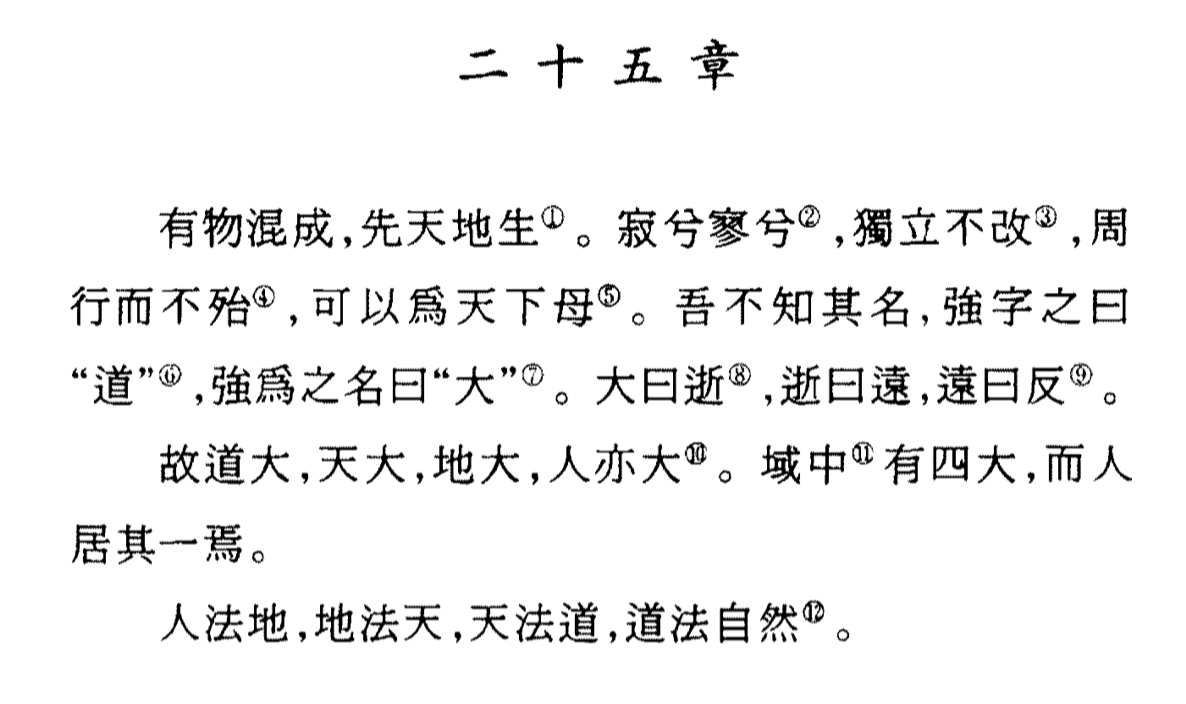 二十五章
有物混成,先天地生①。寂兮寥兮②,獨立不改③,周
行而不殆④,可以爲天下母⑤。吾不知其名,強字之曰
“道”⑥,強爲之名曰“大”⑦。大曰逝⑧,逝曰遠,遠曰反⑨。
故道大,天大,地大,人亦大⑩。域中⑪有四大,而人
居其一焉。
人法地,地法天,天法道,道法自然⑫。